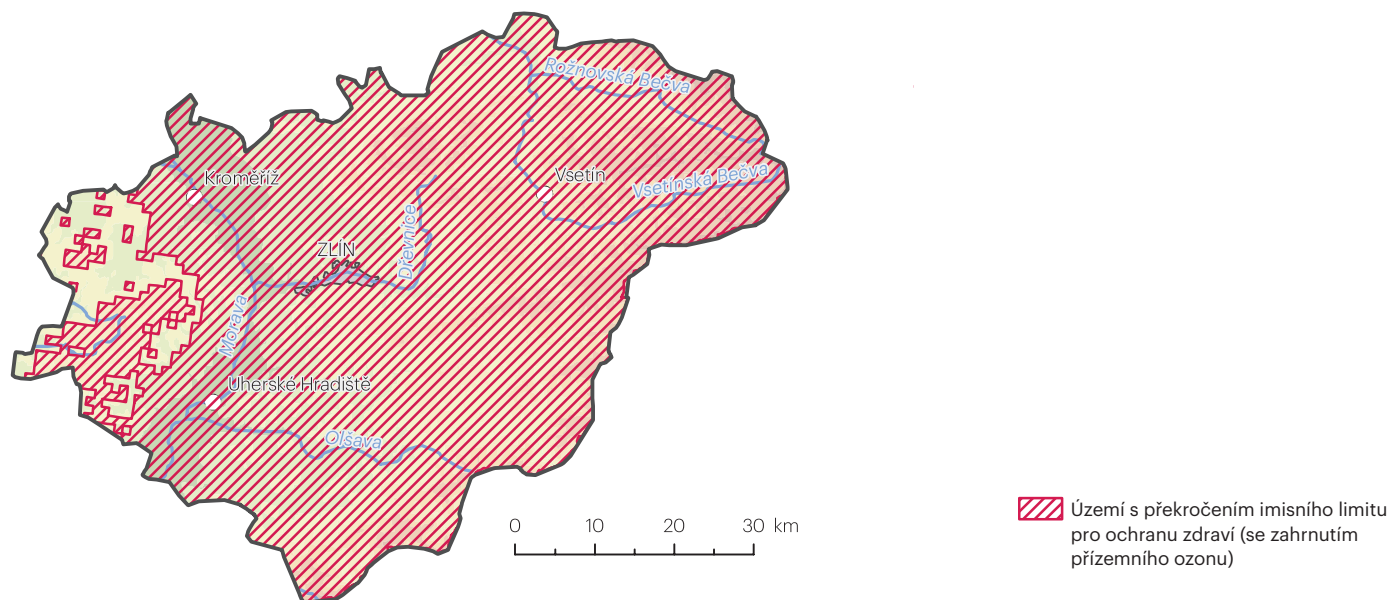 Rožnovská Bečva
Kroměříž
Vsetín
Vsetínská Bečva
Dřevnice
ZLÍN
Morava
Uherské Hradiště
Olšava
0 10 20 30 km
Území s překročením imisního limitu
pro ochranu zdraví (se zahrnutím
přízemního ozonu)